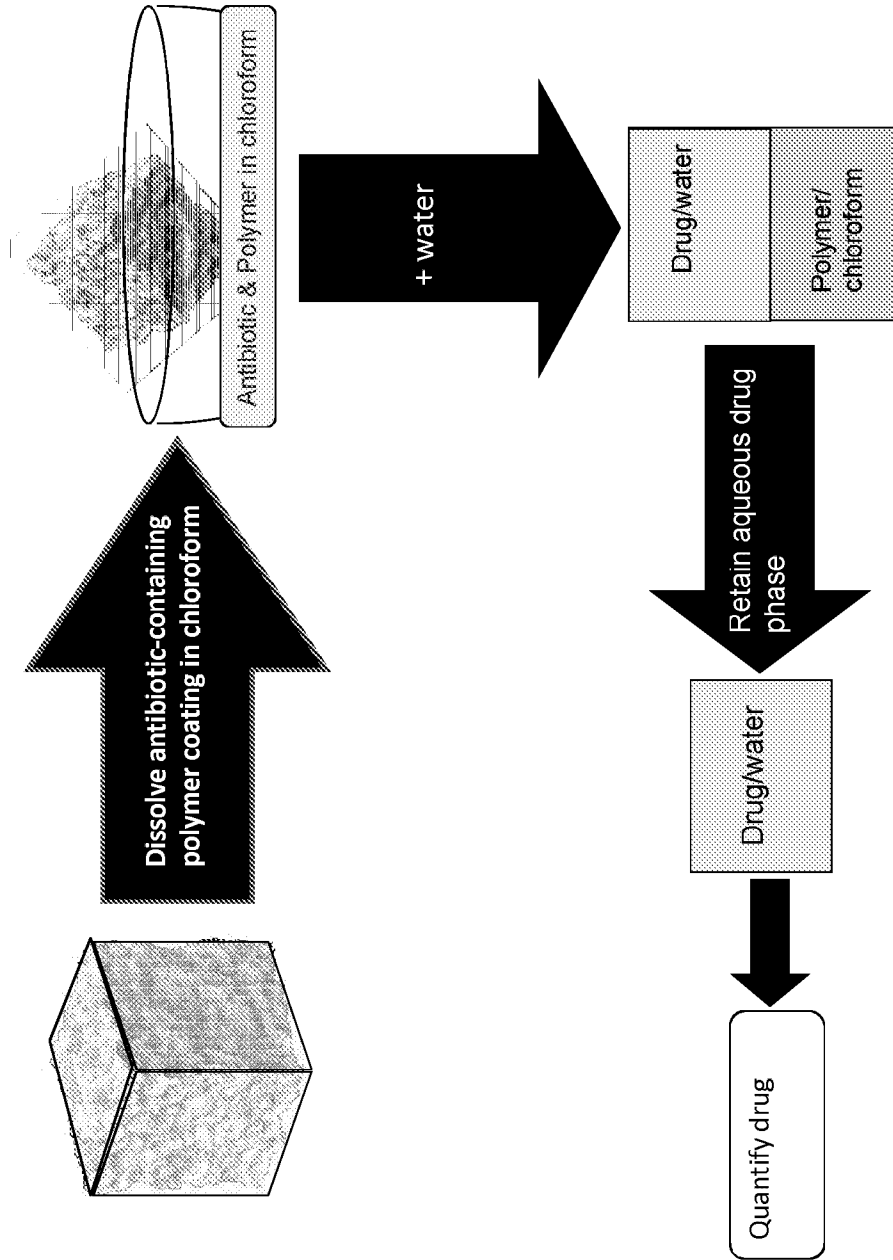 Dissolve antibiotic-containing
polymer coating in chloroform
Antibiotic & Polymer in chloroform
+ water
Drug/water
Polymer/
chloroform
Retain aqueous drug
phase
Drug/water
Quantify drug